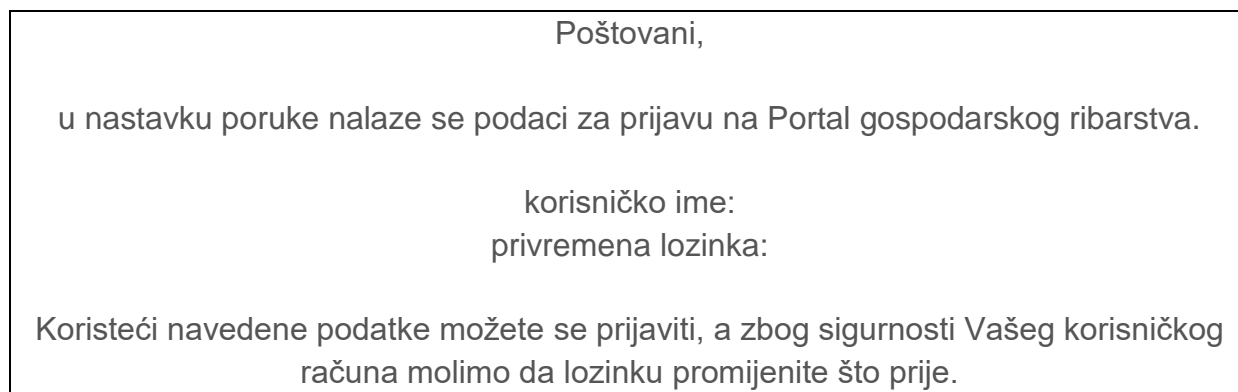 Poštovani,
u nastavku poruke nalaze se podaci za prijavu na Portal gospodarskog ribarstva.
korisničko ime:
privremena lozinka:
Koristeći navedene podatke možete se prijaviti, a zbog sigurnosti Vašeg korisničkog
računa molimo da lozinku promijenite što prije.